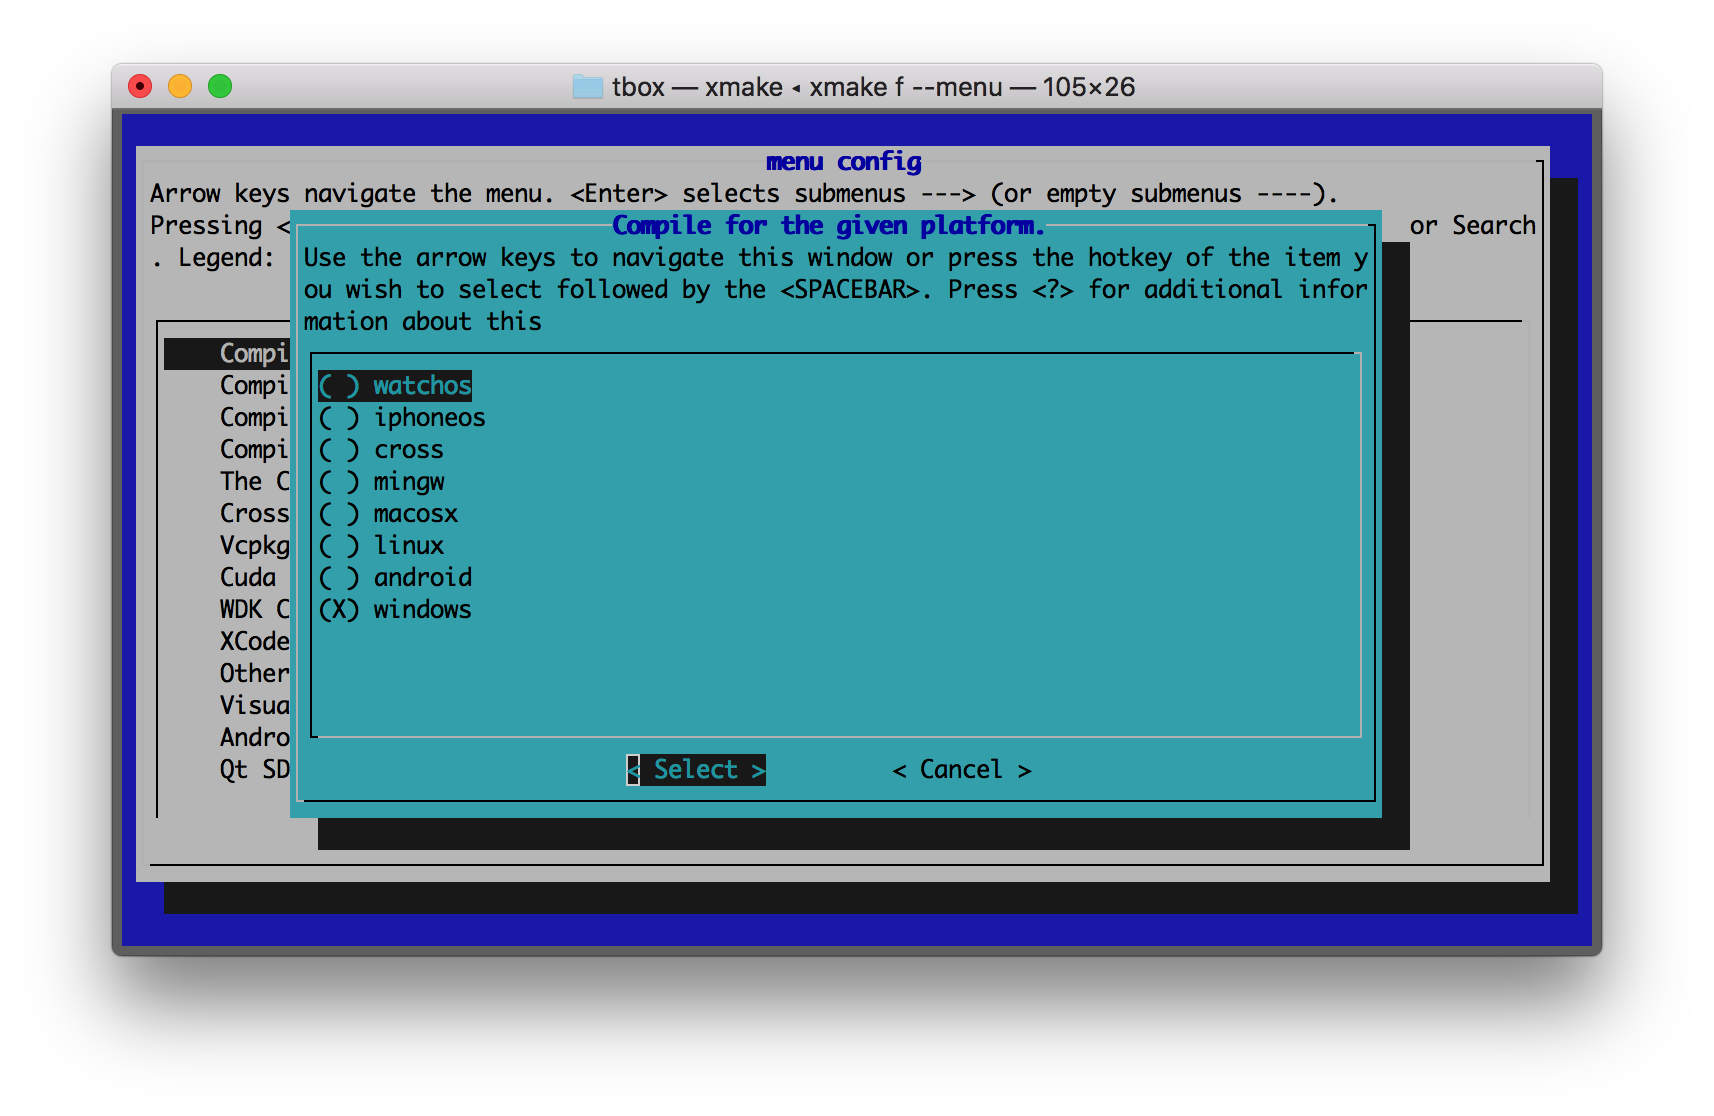 tbox — xmake ◂ xmake f --menu — 105×26
menu config
Arrow keys navigate the menu. <Enter> selects submenus ---> (or empty submenus ----).
Pressing < or Search
. Legend:
Compile for the given platform.
Use the arrow keys to navigate this window or press the hotkey of the item y
ou wish to select followed by the <SPACEBAR>. Press <?> for additional infor
mation about this
Compi
Compi
Compi
Compi
The C
Cross
Vcpkg
Cuda
WDK C
XCode
Other
Visua
Andro
Qt SD
( ) watchos
( ) iphoneos
( ) cross
( ) mingw
( ) macosx
( ) linux
( ) android
(X) windows
< Select > < Cancel >